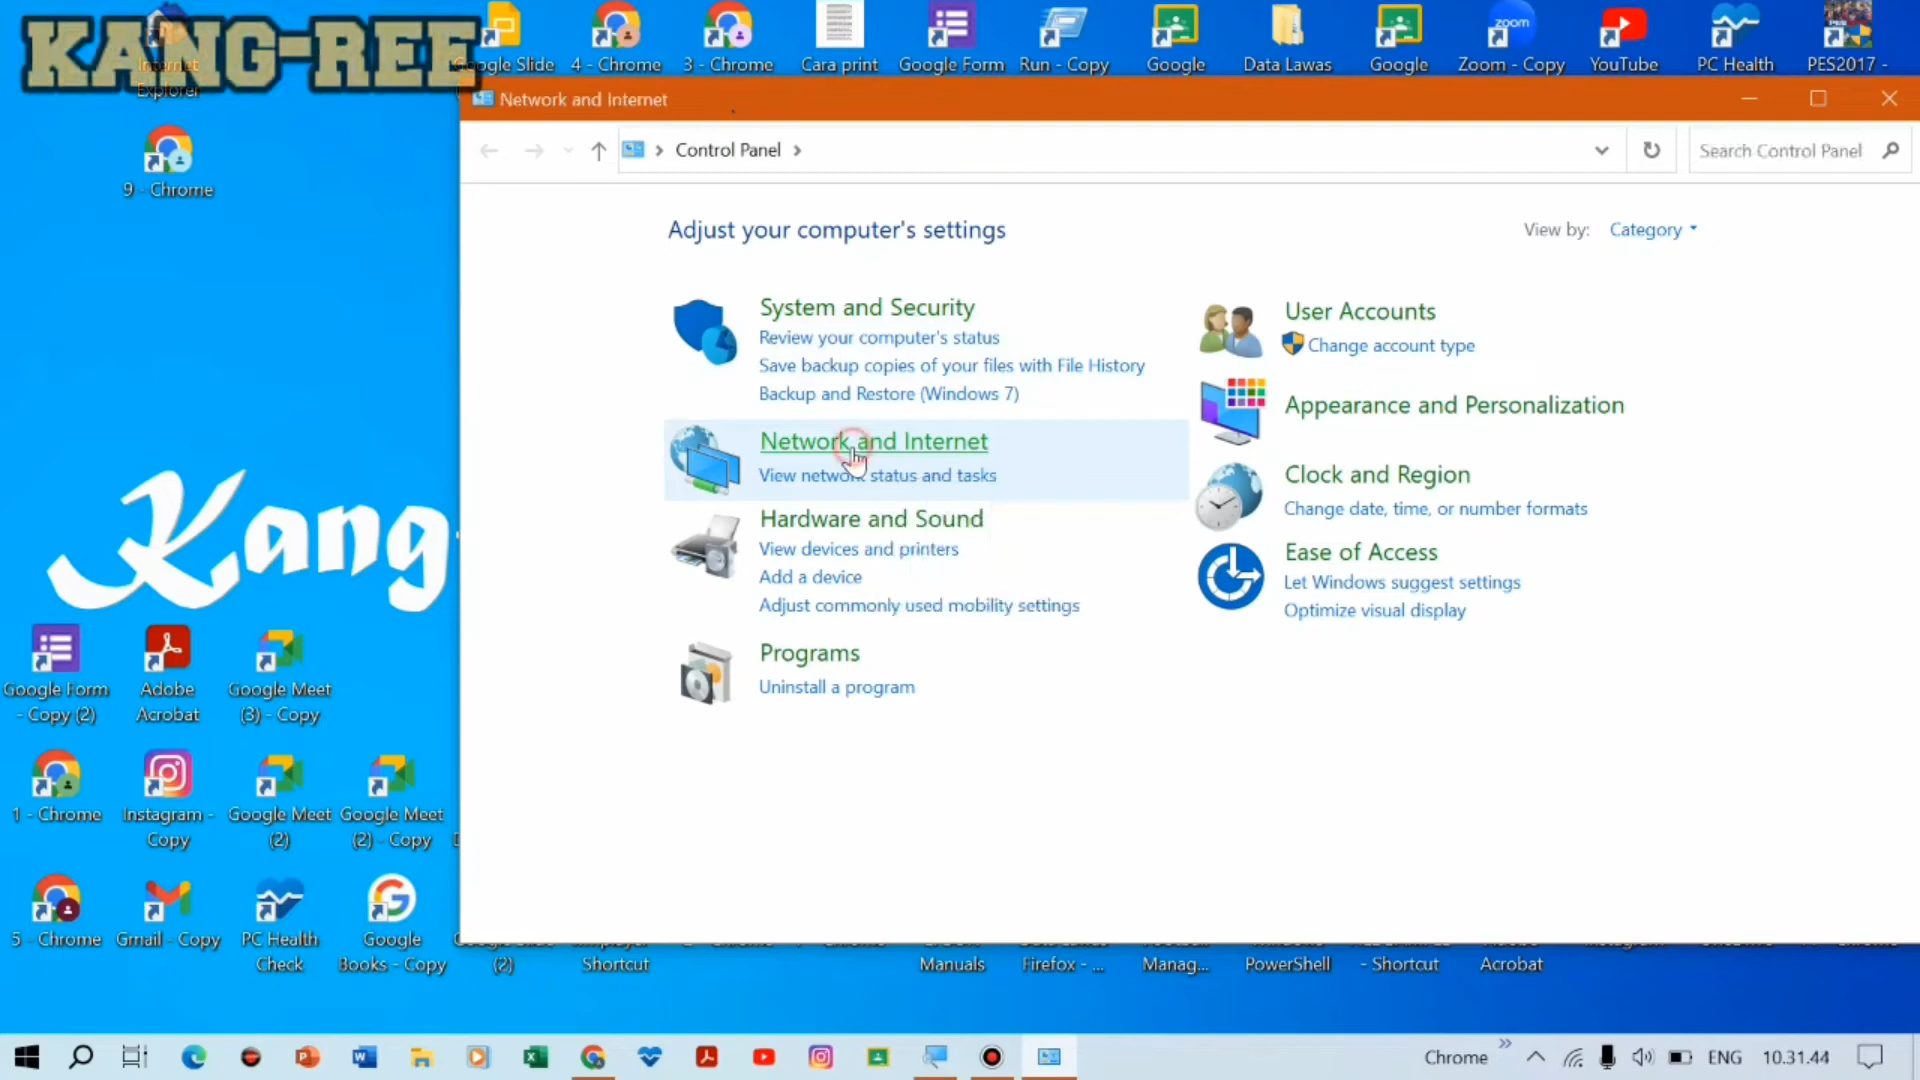 KANG-REF
Internet
Explorer
Google Slide
4 - Chrome
3 - Chrome
Cara print
Google Form
Run - Copy
Google
Data Lawas
Google
Zoom - Copy
YouTube
PC Health
PES2017 -
zoom
9 - Chrome
Network and Internet
Control Panel
Search Control Panel
Adjust your computer's settings
View by: Category
System and Security
Review your computer's status
Save backup copies of your files with File History
Backup and Restore (Windows 7)
Network and Internet
View network status and tasks
Hardware and Sound
View devices and printers
Add a device
Adjust commonly used mobility settings
Programs
Uninstall a program
User Accounts
Change account type
Appearance and Personalization
Clock and Region
Change date, time, or number formats
Ease of Access
Let Windows suggest settings
Optimize visual display
Kang
Google Form
- Copy (2)
Adobe
Acrobat
Google Meet
(3) - Copy
1 - Chrome
Instagram -
Copy
Google Meet
(2)
Google Meet
(2) - Copy
5 - Chrome
Gmail - Copy
PC Health
Check
Google
Books - Copy
(2)
Shortcut
Manuals
Firefox - ...
Manag...
PowerShell
- Shortcut
Acrobat
Chrome
ENG
10.31.44